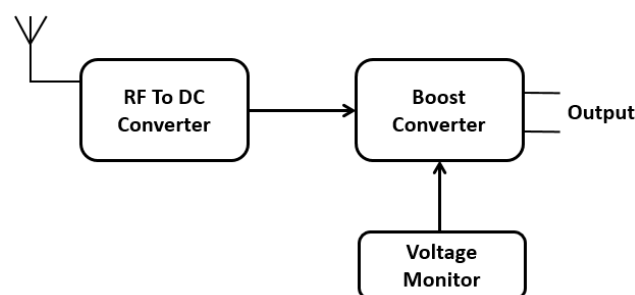 RF To DC
Converter
Boost
Converter
Output
Voltage
Monitor